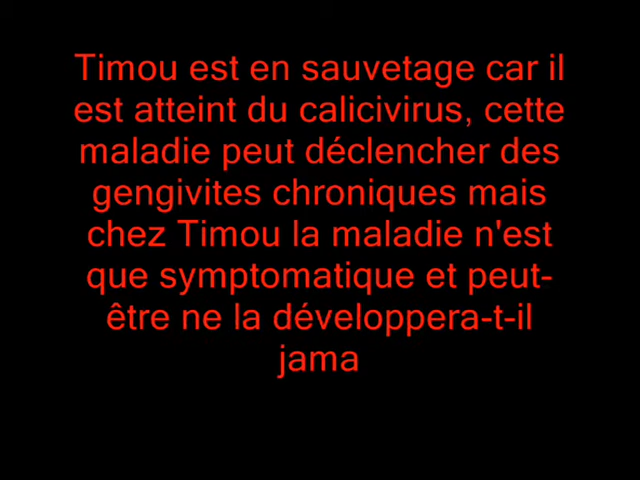 Timou est en sauvetage car il
est atteint du calicivirus, cette
maladie peut déclencher des
gengivites chroniques mais
chez Timou la maladie n'est
que symptomatique et peut-
être ne la développera-t-il
jama